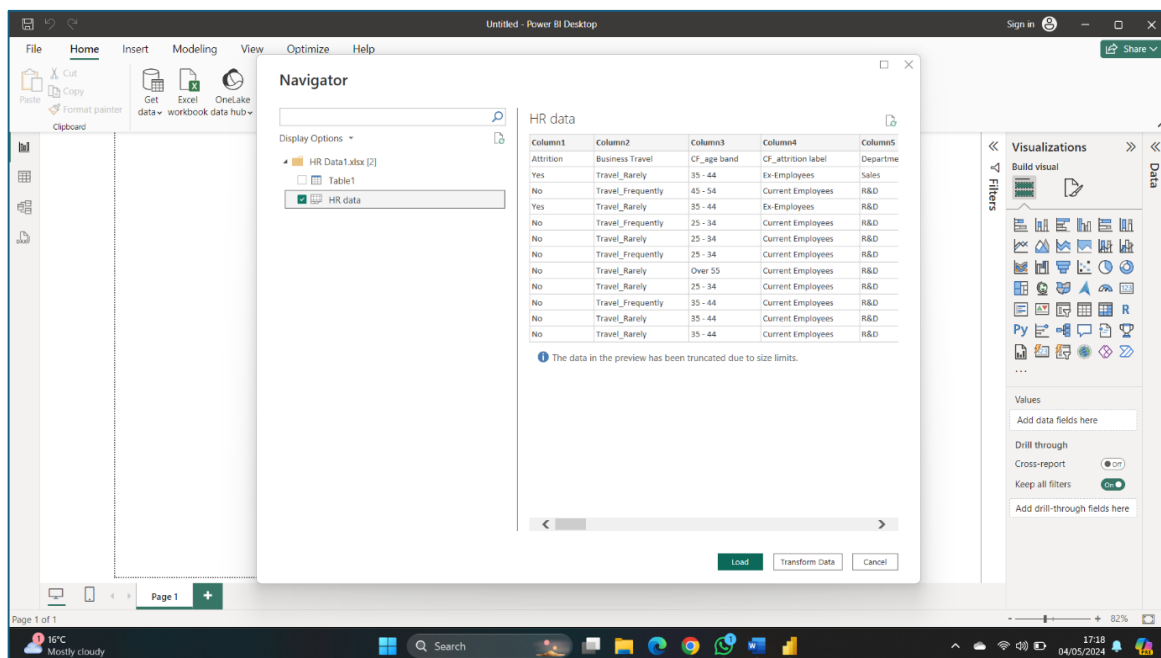 Untitled - Power BI Desktop
Sign in
File Home Insert Modeling View Optimize Help
Share
Paste
Cut
Copy
Format painter
Clipboard
Get data
Excel workbook
OneLake data hub
Navigator
Display Options
HR Data1.xlsx [2]
Table1
HR data
HR data
Column1 Column2 Column3 Column4 Column5
Attrition Business Travel CF_age band CF_attrition label Departme
Yes Travel_Rarely 35 - 44 Ex-Employees Sales
No Travel_Frequently 45 - 54 Current Employees R&D
Yes Travel_Rarely 35 - 44 Ex-Employees R&D
No Travel_Frequently 25 - 34 Current Employees R&D
No Travel_Rarely 25 - 34 Current Employees R&D
No Travel_Frequently 25 - 34 Current Employees R&D
No Travel_Rarely Over 55 Current Employees R&D
No Travel_Rarely 25 - 34 Current Employees R&D
No Travel_Frequently 35 - 44 Current Employees R&D
No Travel_Rarely 35 - 44 Current Employees R&D
No Travel_Rarely 35 - 44 Current Employees R&D
The data in the preview has been truncated due to size limits.
Load Transform Data Cancel
Filters
Visualizations
Build visual
R
Py
123
...
Values
Add data fields here
Drill through
Cross-report Off
Keep all filters On
Add drill-through fields here
Data
Page 1
Page 1 of 1
82%
1
16°C
Mostly cloudy
Search
1
17:18
04/05/2024